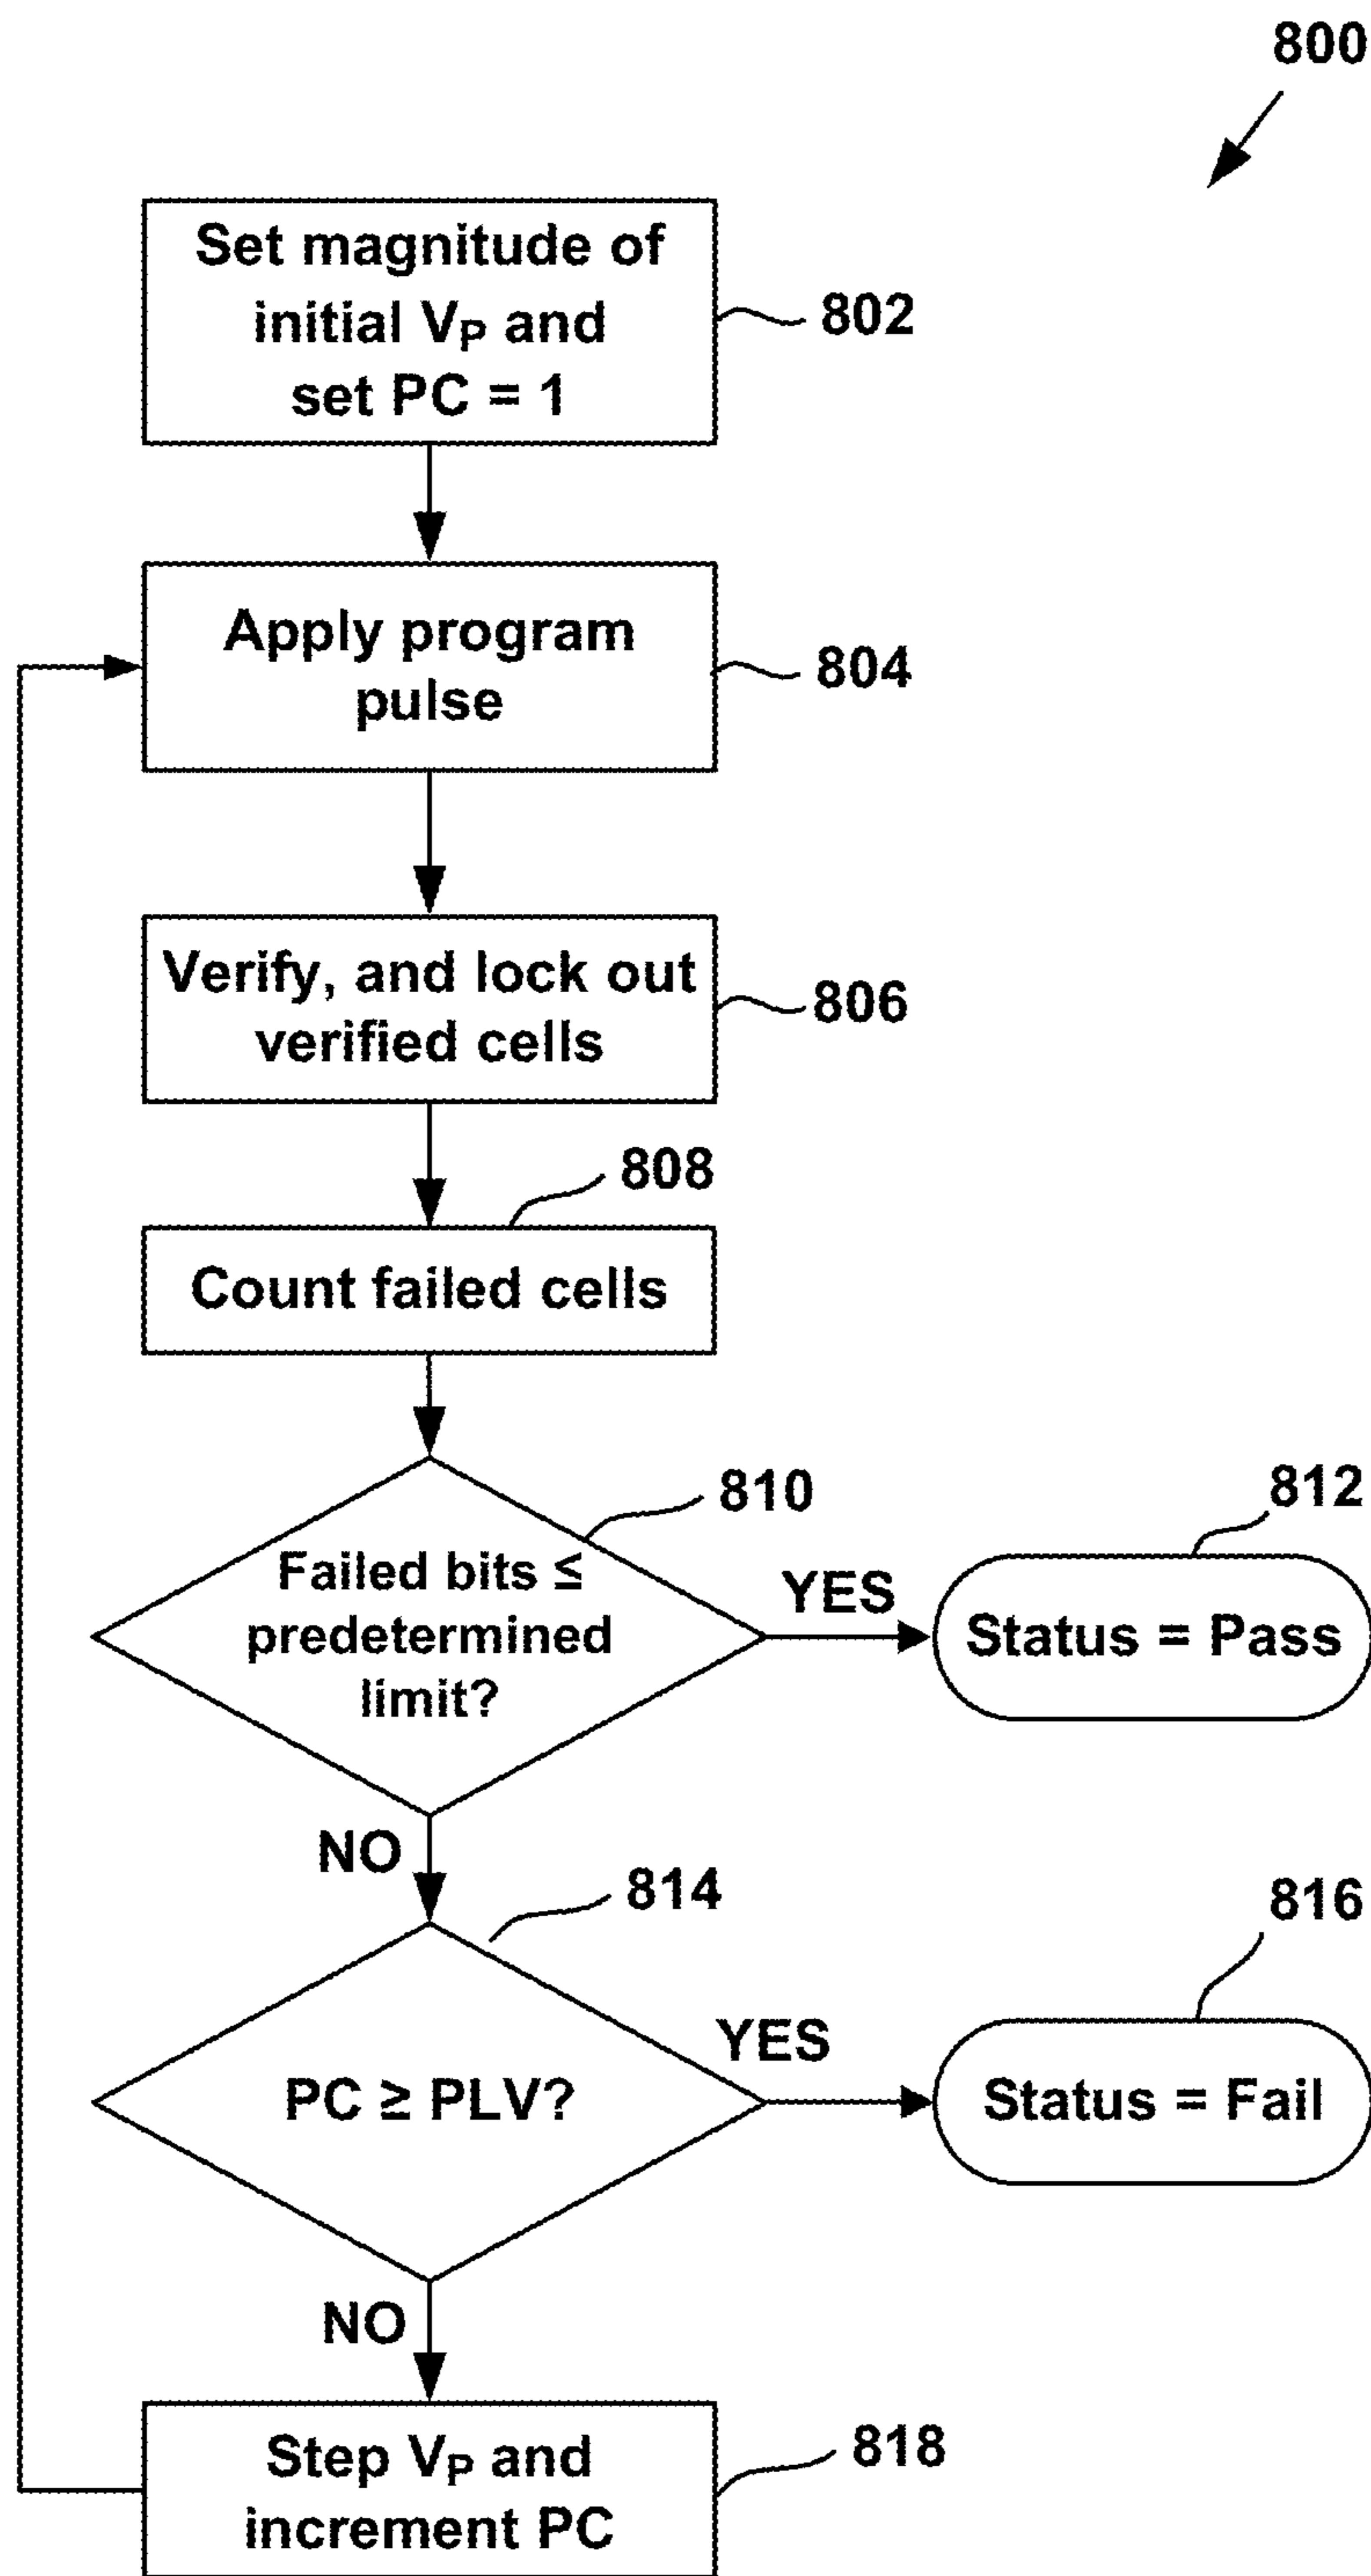 800
Set magnitude of
initial VP and
set PC = 1
802
Apply program
pulse
804
Verify, and lock out
verified cells
806
808
Count failed cells
810
Failed bits ≤
predetermined
limit?
YES
812
Status = Pass
NO
814
PC ≥ PLV?
YES
816
Status = Fail
NO
Step VP and
increment PC
818